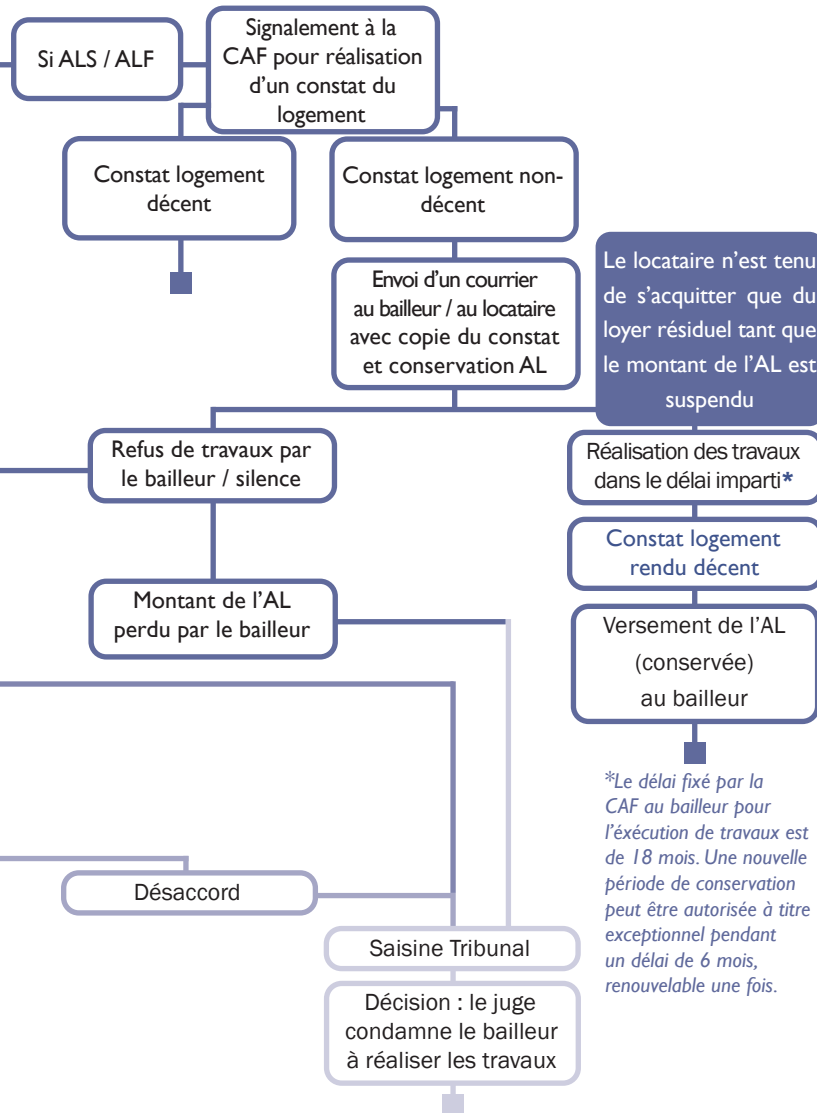 Si ALS / ALF
Signalement à la
CAF pour réalisation
d'un constat du
logement
Constat logement
décent
Constat logement non-
décent
Envoi d'un courrier
au bailleur / au locataire
avec copie du constat
et conservation AL
Le locataire n'est tenu
de s'acquitter que du
loyer résiduel tant que
le montant de l'AL est
suspendu
Refus de travaux par
le bailleur / silence
Réalisation des travaux
dans le délai imparti*
Constat logement
rendu décent
Montant de l'AL
perdu par le bailleur
Versement de l'AL
(conservée)
au bailleur
*Le délai fixé par la
CAF au bailleur pour
l'éxécution de travaux est
de 18 mois. Une nouvelle
période de conservation
peut être autorisée à titre
exceptionnel pendant
un délai de 6 mois,
renouvelable une fois.
Désaccord
Saisine Tribunal
Décision : le juge
condamne le bailleur
à réaliser les travaux